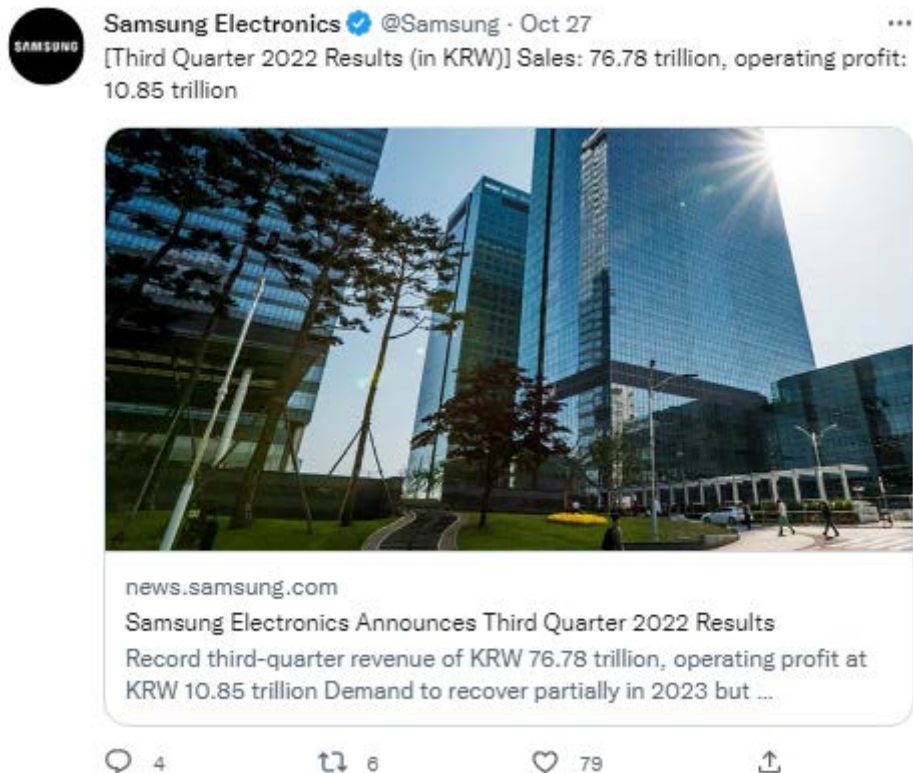 SAMSUNG
Samsung Electronics @Samsung · Oct 27
[Third Quarter 2022 Results (in KRW)] Sales: 76.78 trillion, operating profit:
10.85 trillion
news.samsung.com
Samsung Electronics Announces Third Quarter 2022 Results
Record third-quarter revenue of KRW 76.78 trillion, operating profit at
KRW 10.85 trillion Demand to recover partially in 2023 but ...
4 6 79